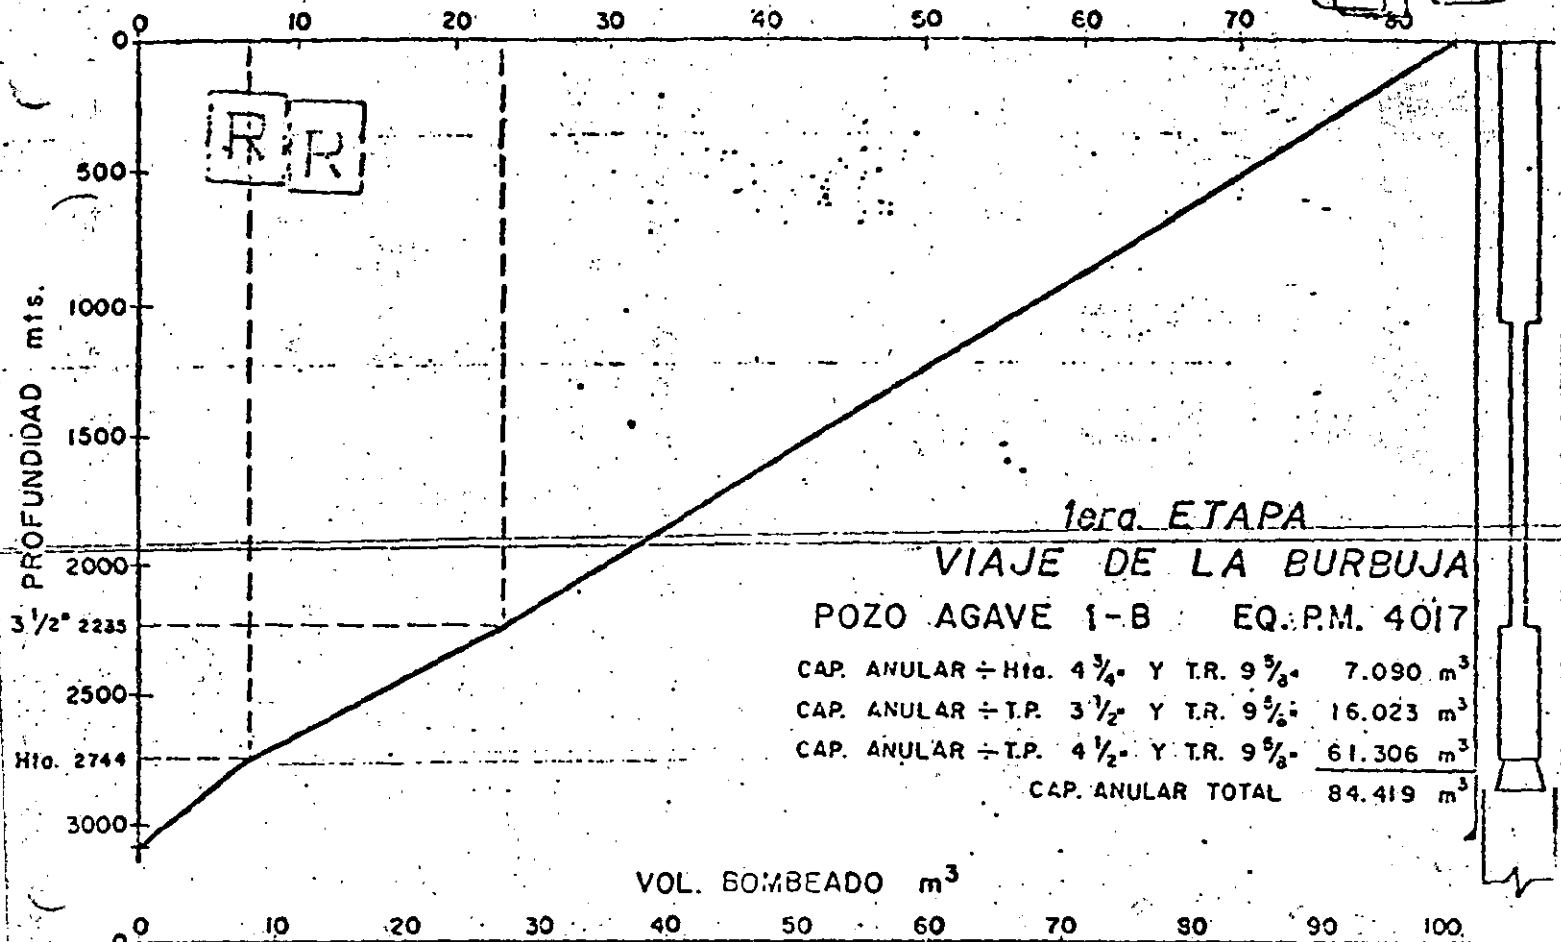 0 10 20 30 40 50 60 70 80
0
R R
500
1000
1500
2000
3 1/2" 2235
2500
Hta. 2744
3000
PROFUNDIDAD mts.
1era. ETAPA
VIAJE DE LA BURBUJA
POZO AGAVE 1-B EQ. P.M. 4017
CAP. ANULAR ÷ Hta. 4 3/4" Y T.R. 9 5/8" 7.090 m³
CAP. ANULAR ÷ T.P. 3 1/2" Y T.R. 9 5/8" 16.023 m³
CAP. ANULAR ÷ T.P. 4 1/2" Y T.R. 9 5/8" 61.306 m³
CAP. ANULAR TOTAL 84.419 m³
VOL. BOMBEADO m³
0 10 20 30 40 50 60 70 80 90 100
0